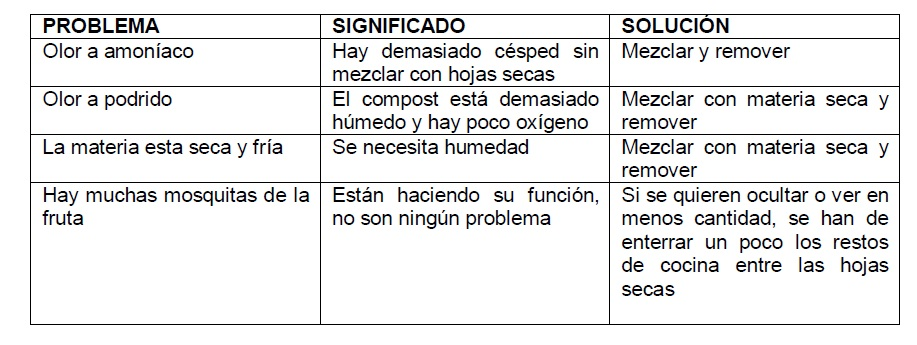 PROBLEMA SIGNIFICADO SOLUCIÓN
Olor a amoníaco
Hay demasiado césped sin
mezclar con hojas secas
Mezclar y remover
Olor a podrido
El compost está demasiado
húmedo y hay poco oxígeno
Mezclar con materia seca y
remover
La materia esta seca y fría
Se necesita humedad
Mezclar con materia seca y
remover
Hay muchas mosquitas de la
fruta
Están haciendo su función,
no son ningún problema
Si se quieren ocultar o ver en
menos cantidad, se han de
enterrar un poco los restos
de cocina entre las hojas
secas